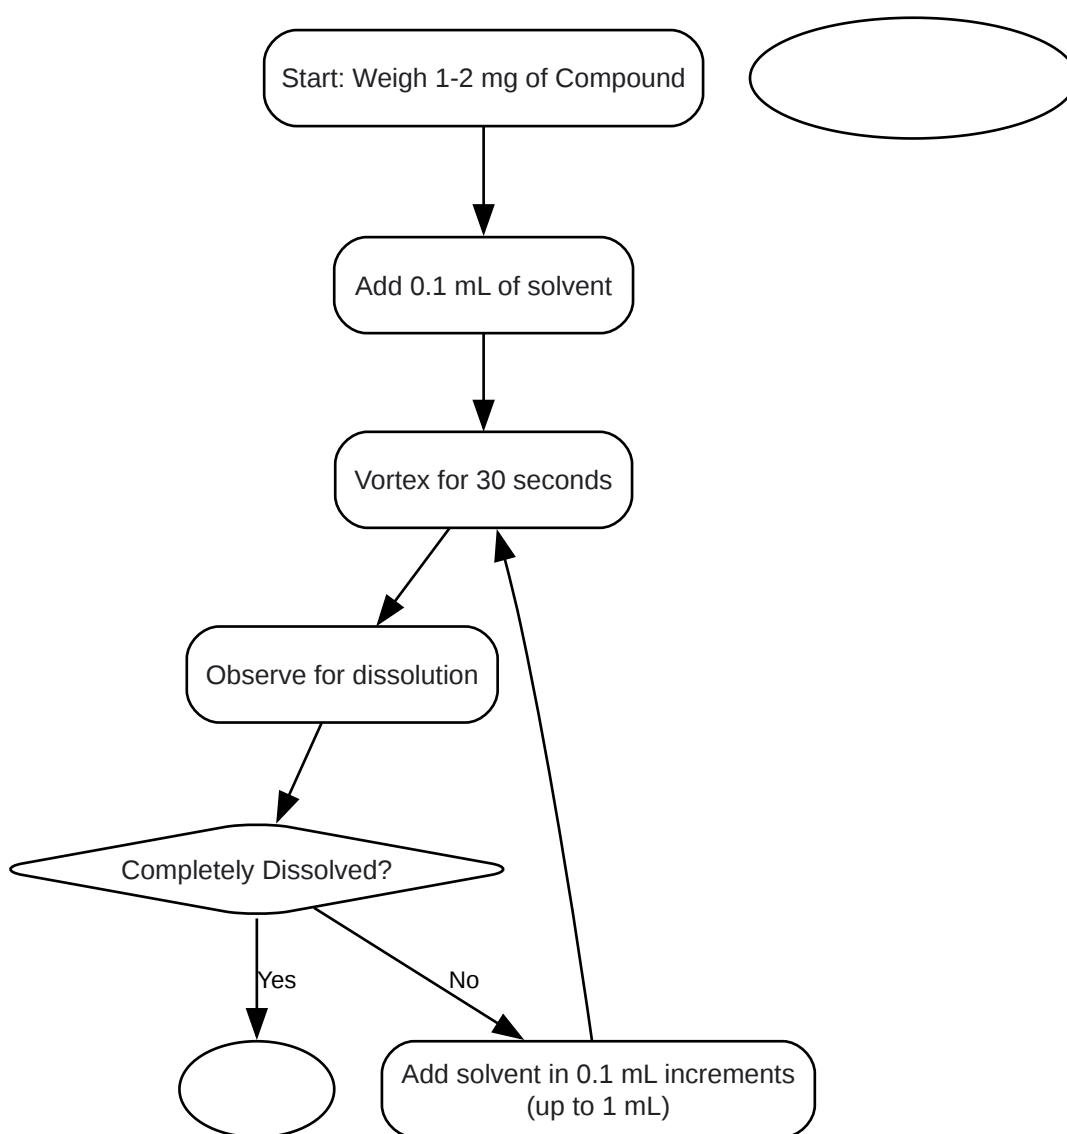 Start: Weigh 1-2 mg of Compound
Add 0.1 mL of solvent
Vortex for 30 seconds
Observe for dissolution
Completely Dissolved?
Yes
No
Add solvent in 0.1 mL increments
(up to 1 mL)